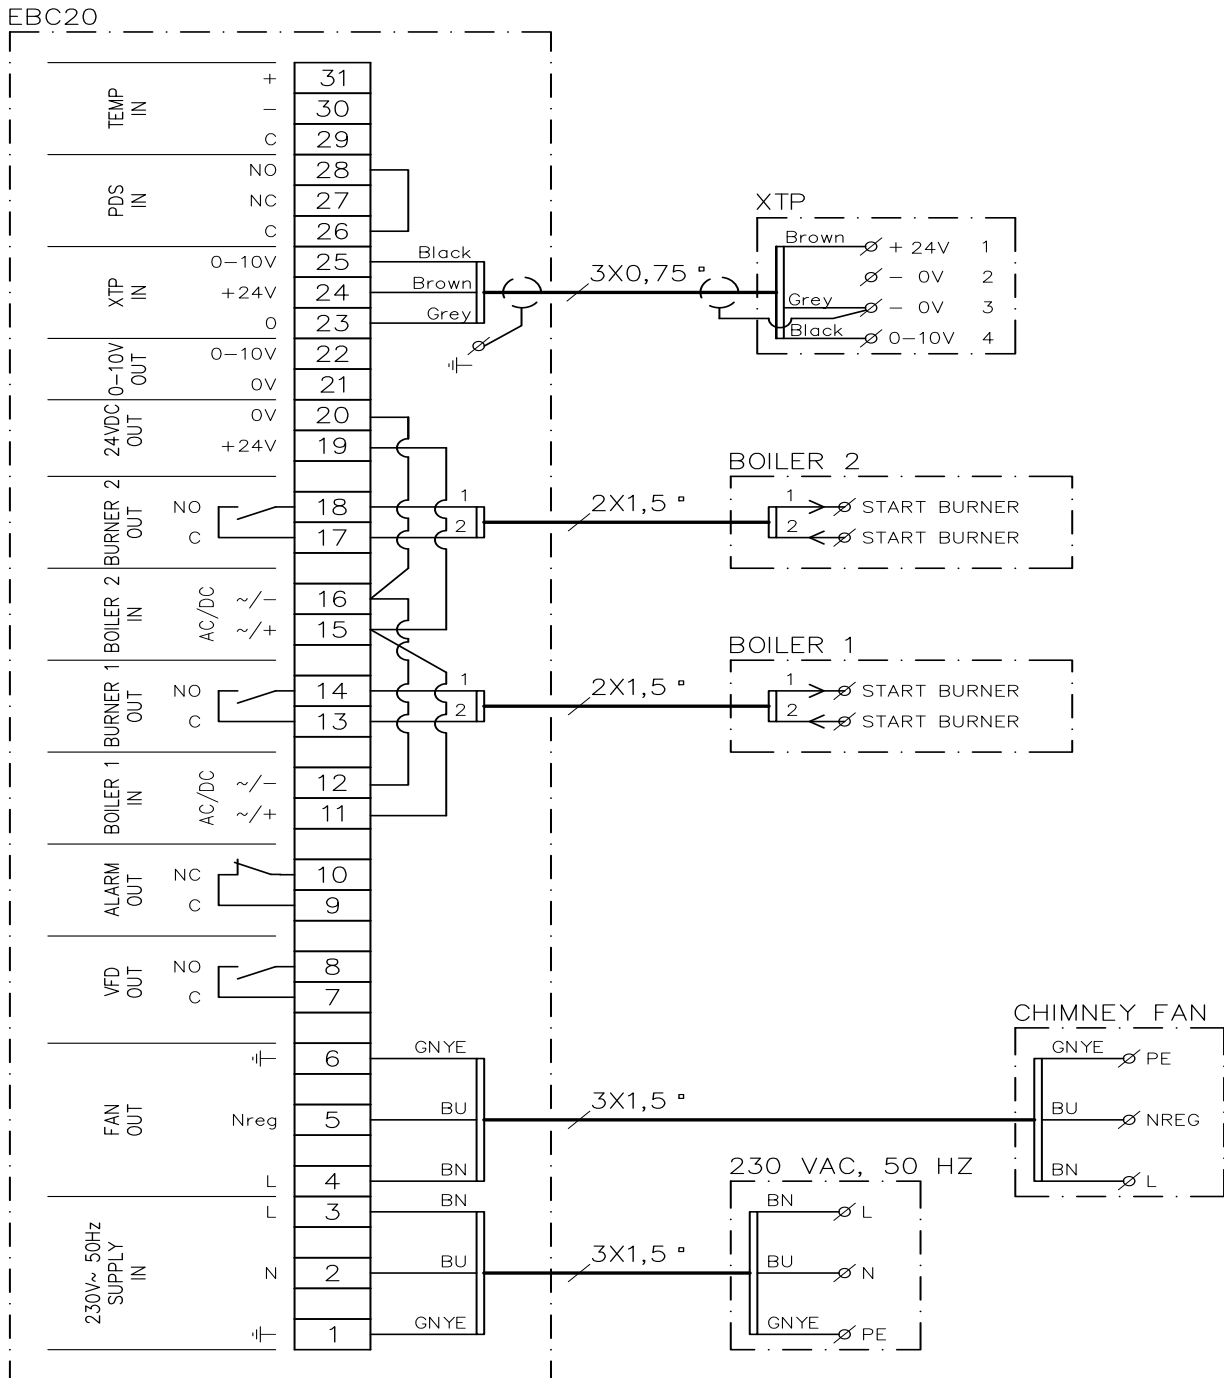 EBC20
TEMP
IN
+ 31
− 30
C 29
PDS
IN
NO 28
NC 27
C 26
XTP
IN
0−10V 25 Black
+24V 24 Brown
0 23 Grey
3X0,75 ▫
XTP
Brown + 24V 1
− 0V 2
Grey − 0V 3
Black 0−10V 4
0−10V
OUT
0−10V 22
0V 21
24VDC
OUT
0V 20
+24V 19
BURNER 2
OUT
NO 18 1
C 17 2
2X1,5 ▫
BOILER 2
1 START BURNER
2 START BURNER
BOILER 2
IN
AC/DC
~/− 16
~/+ 15
BURNER 1
OUT
NO 14 1
C 13 2
2X1,5 ▫
BOILER 1
1 START BURNER
2 START BURNER
BOILER 1
IN
AC/DC
~/− 12
~/+ 11
ALARM
OUT
NC 10
C 9
VFD
OUT
NO 8
C 7
FAN
OUT
6 GNYE
Nreg 5 BU
L 4 BN
3X1,5 ▫
CHIMNEY FAN
GNYE PE
BU NREG
BN L
230V~ 50Hz
SUPPLY
IN
L 3 BN
N 2 BU
1 GNYE
3X1,5 ▫
230 VAC, 50 HZ
BN L
BU N
GNYE PE